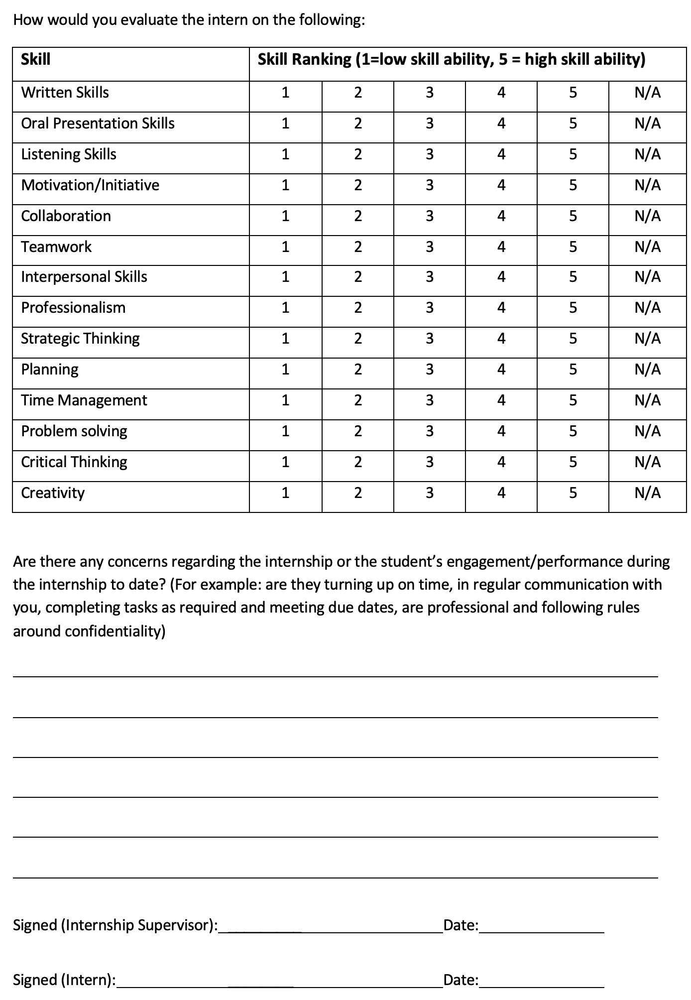 How would you evaluate the intern on the following:
Skill Skill Ranking (1=low skill ability, 5 = high skill ability)
Written Skills 1 2 3 4 5 N/A
Oral Presentation Skills 1 2 3 4 5 N/A
Listening Skills 1 2 3 4 5 N/A
Motivation/Initiative 1 2 3 4 5 N/A
Collaboration 1 2 3 4 5 N/A
Teamwork 1 2 3 4 5 N/A
Interpersonal Skills 1 2 3 4 5 N/A
Professionalism 1 2 3 4 5 N/A
Strategic Thinking 1 2 3 4 5 N/A
Planning 1 2 3 4 5 N/A
Time Management 1 2 3 4 5 N/A
Problem solving 1 2 3 4 5 N/A
Critical Thinking 1 2 3 4 5 N/A
Creativity 1 2 3 4 5 N/A
Are there any concerns regarding the internship or the student’s engagement/performance during
the internship to date? (For example: are they turning up on time, in regular communication with
you, completing tasks as required and meeting due dates, are professional and following rules
around confidentiality)
Signed (Internship Supervisor): Date:
Signed (Intern): Date: